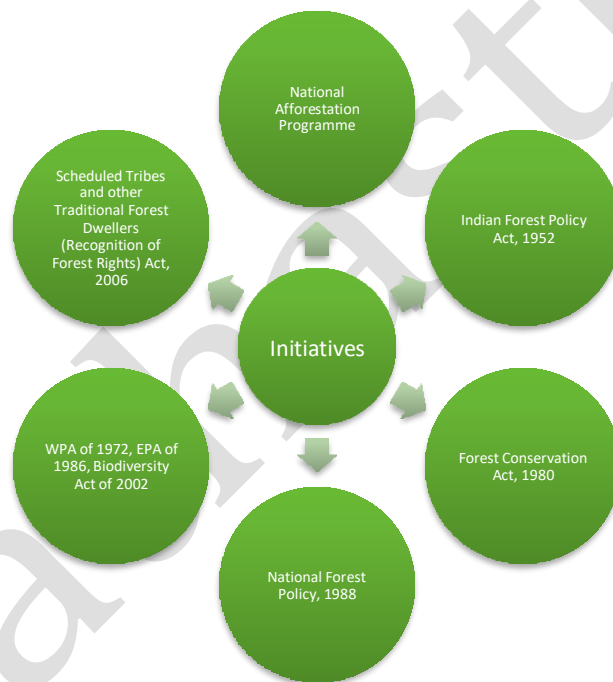 National
Afforestation
Programme
Indian Forest Policy
Act, 1952
Forest Conservation
Act, 1980
National Forest
Policy, 1988
WPA of 1972, EPA of
1986, Biodiversity
Act of 2002
Scheduled Tribes
and other
Traditional Forest
Dwellers
(Recognition of
Forest Rights) Act,
2006
Initiatives